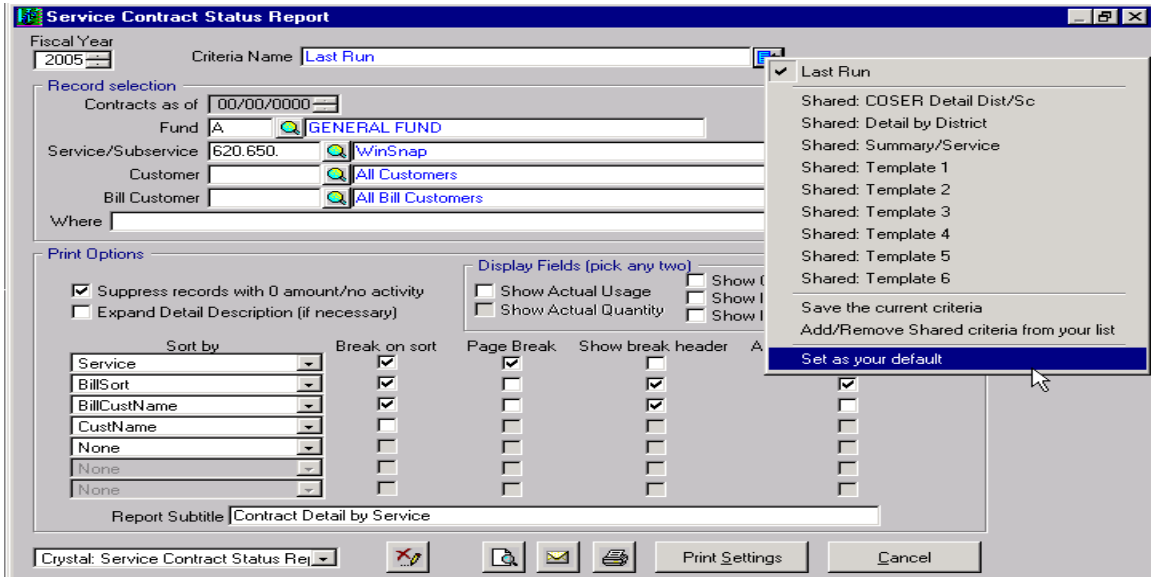 Service Contract Status Report
Fiscal Year
2005
Criteria Name Last Run
Record selection
Contracts as of 00/00/0000
Fund A GENERAL FUND
Service/Subservice 620.650. WinSnap
Customer All Customers
Bill Customer All Bill Customers
Where
Last Run
Shared: COSER Detail Dist/Sc
Shared: Detail by District
Shared: Summary/Service
Shared: Template 1
Shared: Template 2
Shared: Template 3
Shared: Template 4
Shared: Template 5
Shared: Template 6
Save the current criteria
Add/Remove Shared criteria from your list
Set as your default
Print Options
Display Fields (pick any two)
Suppress records with 0 amount/no activity
Expand Detail Description (if necessary)
Show Actual Usage
Show Actual Quantity
Show
Show
Show
Sort by Break on sort Page Break Show break header A
Service
BillSort
BillCustName
CustName
None
None
None
Report Subtitle Contract Detail by Service
Crystal: Service Contract Status Rej
Print Settings
Cancel